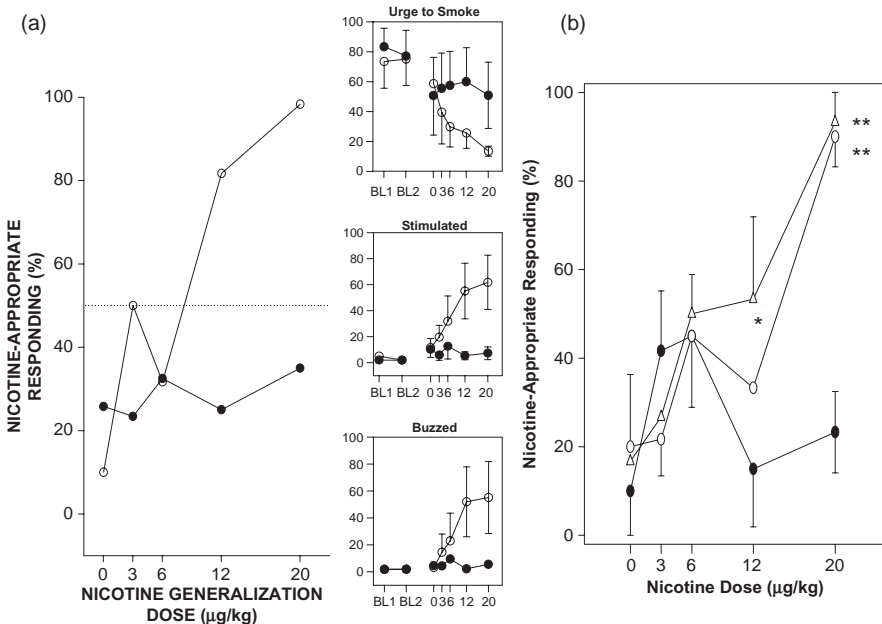 (a)
NICOTINE-APPROPRIATE
RESPONDING (%)
100
80
60
40
20
0
0 3 6 12 20
NICOTINE GENERALIZATION
DOSE (μg/kg)
Urge to Smoke
100
80
60
40
20
0
BL1 BL2 0 3 6 12 20
Stimulated
100
80
60
40
20
0
BL1 BL2 0 3 6 12 20
Buzzed
100
80
60
40
20
0
BL1 BL2 0 3 6 12 20
(b)
Nicotine-Appropriate Responding (%)
100
80
60
40
20
0
**
**
*
0 3 6 12 20
Nicotine Dose (μg/kg)